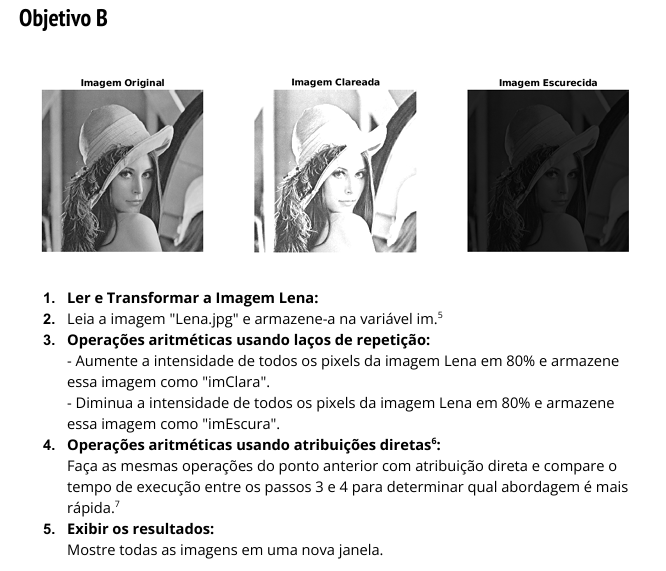 Objetivo B
Imagem Original Imagem Clareada Imagem Escurecida
1. Ler e Transformar a Imagem Lena:
2. Leia a imagem "Lena.jpg" e armazene-a na variável im.⁵
3. Operações aritméticas usando laços de repetição:
- Aumente a intensidade de todos os pixels da imagem Lena em 80% e armazene
essa imagem como "imClara".
- Diminua a intensidade de todos os pixels da imagem Lena em 80% e armazene
essa imagem como "imEscura".
4. Operações aritméticas usando atribuições diretas⁶:
Faça as mesmas operações do ponto anterior com atribuição direta e compare o
tempo de execução entre os passos 3 e 4 para determinar qual abordagem é mais
rápida.⁷
5. Exibir os resultados:
Mostre todas as imagens em uma nova janela.